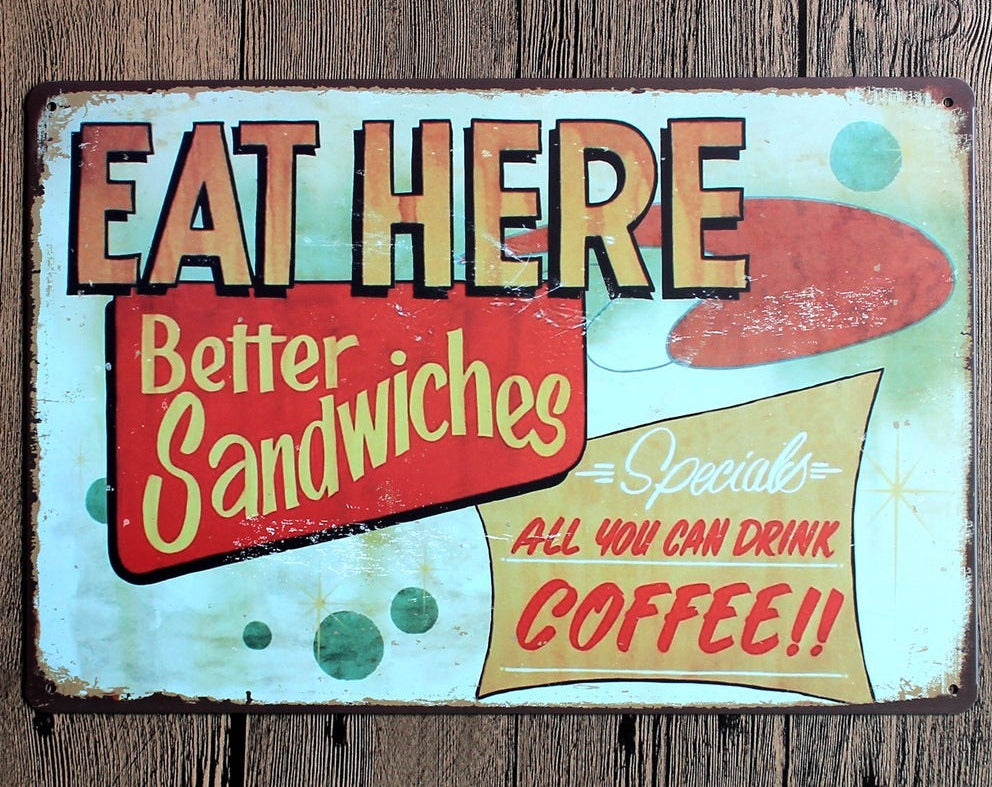 EAT HERE
Better
Sandwiches
Specials
ALL YOU CAN DRINK
COFFEE!!